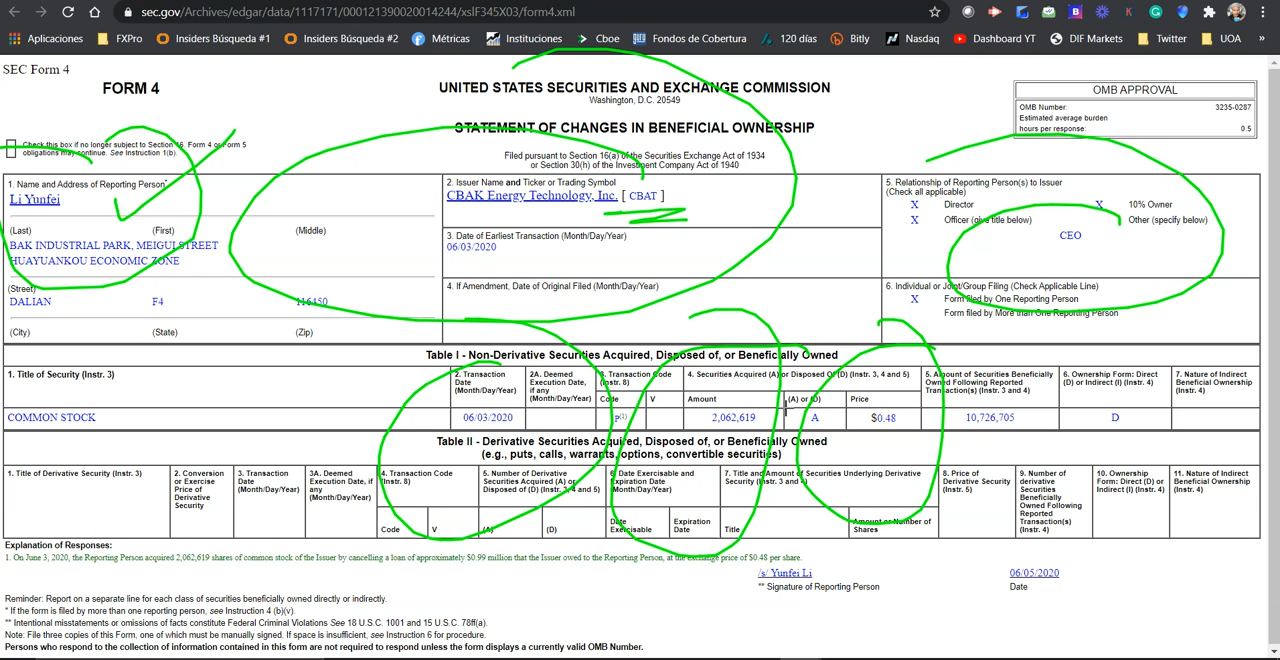 sec.gov/Archives/edgar/data/1117171/000121390020014244/xslF345X03/form4.xml
Aplicaciones FXPro Insiders Búsqueda #1 Insiders Búsqueda #2 Métricas Instituciones Cboe Fondos de Cobertura 120 días Bitly Nasdaq Dashboard YT DIF Markets Twitter UOA »
SEC Form 4
FORM 4
UNITED STATES SECURITIES AND EXCHANGE COMMISSION
Washington, D.C. 20549
STATEMENT OF CHANGES IN BENEFICIAL OWNERSHIP
Filed pursuant to Section 16(a) of the Securities Exchange Act of 1934
or Section 30(h) of the Investment Company Act of 1940
OMB APPROVAL
OMB Number: 3235-0287
Estimated average burden
hours per response: 0.5
Check this box if no longer subject to Section 16. Form 4 or Form 5
obligations may continue. See Instruction 1(b).
1. Name and Address of Reporting Person*
Li Yunfei
(Last) (First) (Middle)
BAK INDUSTRIAL PARK, MEIGUI STREET
HUAYUANKOU ECONOMIC ZONE
(Street)
DALIAN F4 116450
(City) (State) (Zip)
2. Issuer Name and Ticker or Trading Symbol
CBAK Energy Technology, Inc. [ CBAT ]
3. Date of Earliest Transaction (Month/Day/Year)
06/03/2020
4. If Amendment, Date of Original Filed (Month/Day/Year)
5. Relationship of Reporting Person(s) to Issuer
(Check all applicable)
X Director X 10% Owner
X Officer (give title below) Other (specify below)
CEO
6. Individual or Joint/Group Filing (Check Applicable Line)
X Form filed by One Reporting Person
Form filed by More than One Reporting Person
Table I - Non-Derivative Securities Acquired, Disposed of, or Beneficially Owned
1. Title of Security (Instr. 3)
2. Transaction
Date
(Month/Day/Year)
2A. Deemed
Execution Date,
if any
(Month/Day/Year)
3. Transaction Code
(Instr. 8)
4. Securities Acquired (A) or Disposed Of (D) (Instr. 3, 4 and 5)
5. Amount of Securities Beneficially
Owned Following Reported
Transaction(s) (Instr. 3 and 4)
6. Ownership Form: Direct
(D) or Indirect (I) (Instr. 4)
7. Nature of Indirect
Beneficial Ownership
(Instr. 4)
Code V Amount (A) or (D) Price
COMMON STOCK 06/03/2020 P(1) 2,062,619 A $0.48 10,726,705 D
Table II - Derivative Securities Acquired, Disposed of, or Beneficially Owned
(e.g., puts, calls, warrants, options, convertible securities)
1. Title of Derivative Security (Instr. 3)
2. Conversion
or Exercise
Price of
Derivative
Security
3. Transaction
Date
(Month/Day/Year)
3A. Deemed
Execution Date, if
any
(Month/Day/Year)
4. Transaction Code
(Instr. 8)
5. Number of Derivative
Securities Acquired (A) or
Disposed of (D) (Instr. 3, 4 and 5)
6. Date Exercisable and
Expiration Date
(Month/Day/Year)
7. Title and Amount of Securities Underlying Derivative
Security (Instr. 3 and 4)
8. Price of
Derivative Security
(Instr. 5)
9. Number of
derivative
Securities
Beneficially
Owned Following
Reported
Transaction(s)
(Instr. 4)
10. Ownership
Form: Direct (D) or
Indirect (I) (Instr. 4)
11. Nature of Indirect
Beneficial Ownership
(Instr. 4)
Code V (A) (D)
Date
Exercisable
Expiration
Date
Title
Amount or Number of
Shares
Explanation of Responses:
1. On June 3, 2020, the Reporting Person acquired 2,062,619 shares of common stock of the Issuer by cancelling a loan of approximately $0.99 million that the Issuer owed to the Reporting Person, at the exchange price of $0.48 per share.
/s/ Yunfei Li 06/05/2020
** Signature of Reporting Person Date
Reminder: Report on a separate line for each class of securities beneficially owned directly or indirectly.
* If the form is filed by more than one reporting person, see Instruction 4 (b)(v).
** Intentional misstatements or omissions of facts constitute Federal Criminal Violations See 18 U.S.C. 1001 and 15 U.S.C. 78ff(a).
Note: File three copies of this Form, one of which must be manually signed. If space is insufficient, see Instruction 6 for procedure.
Persons who respond to the collection of information contained in this form are not required to respond unless the form displays a currently valid OMB Number.